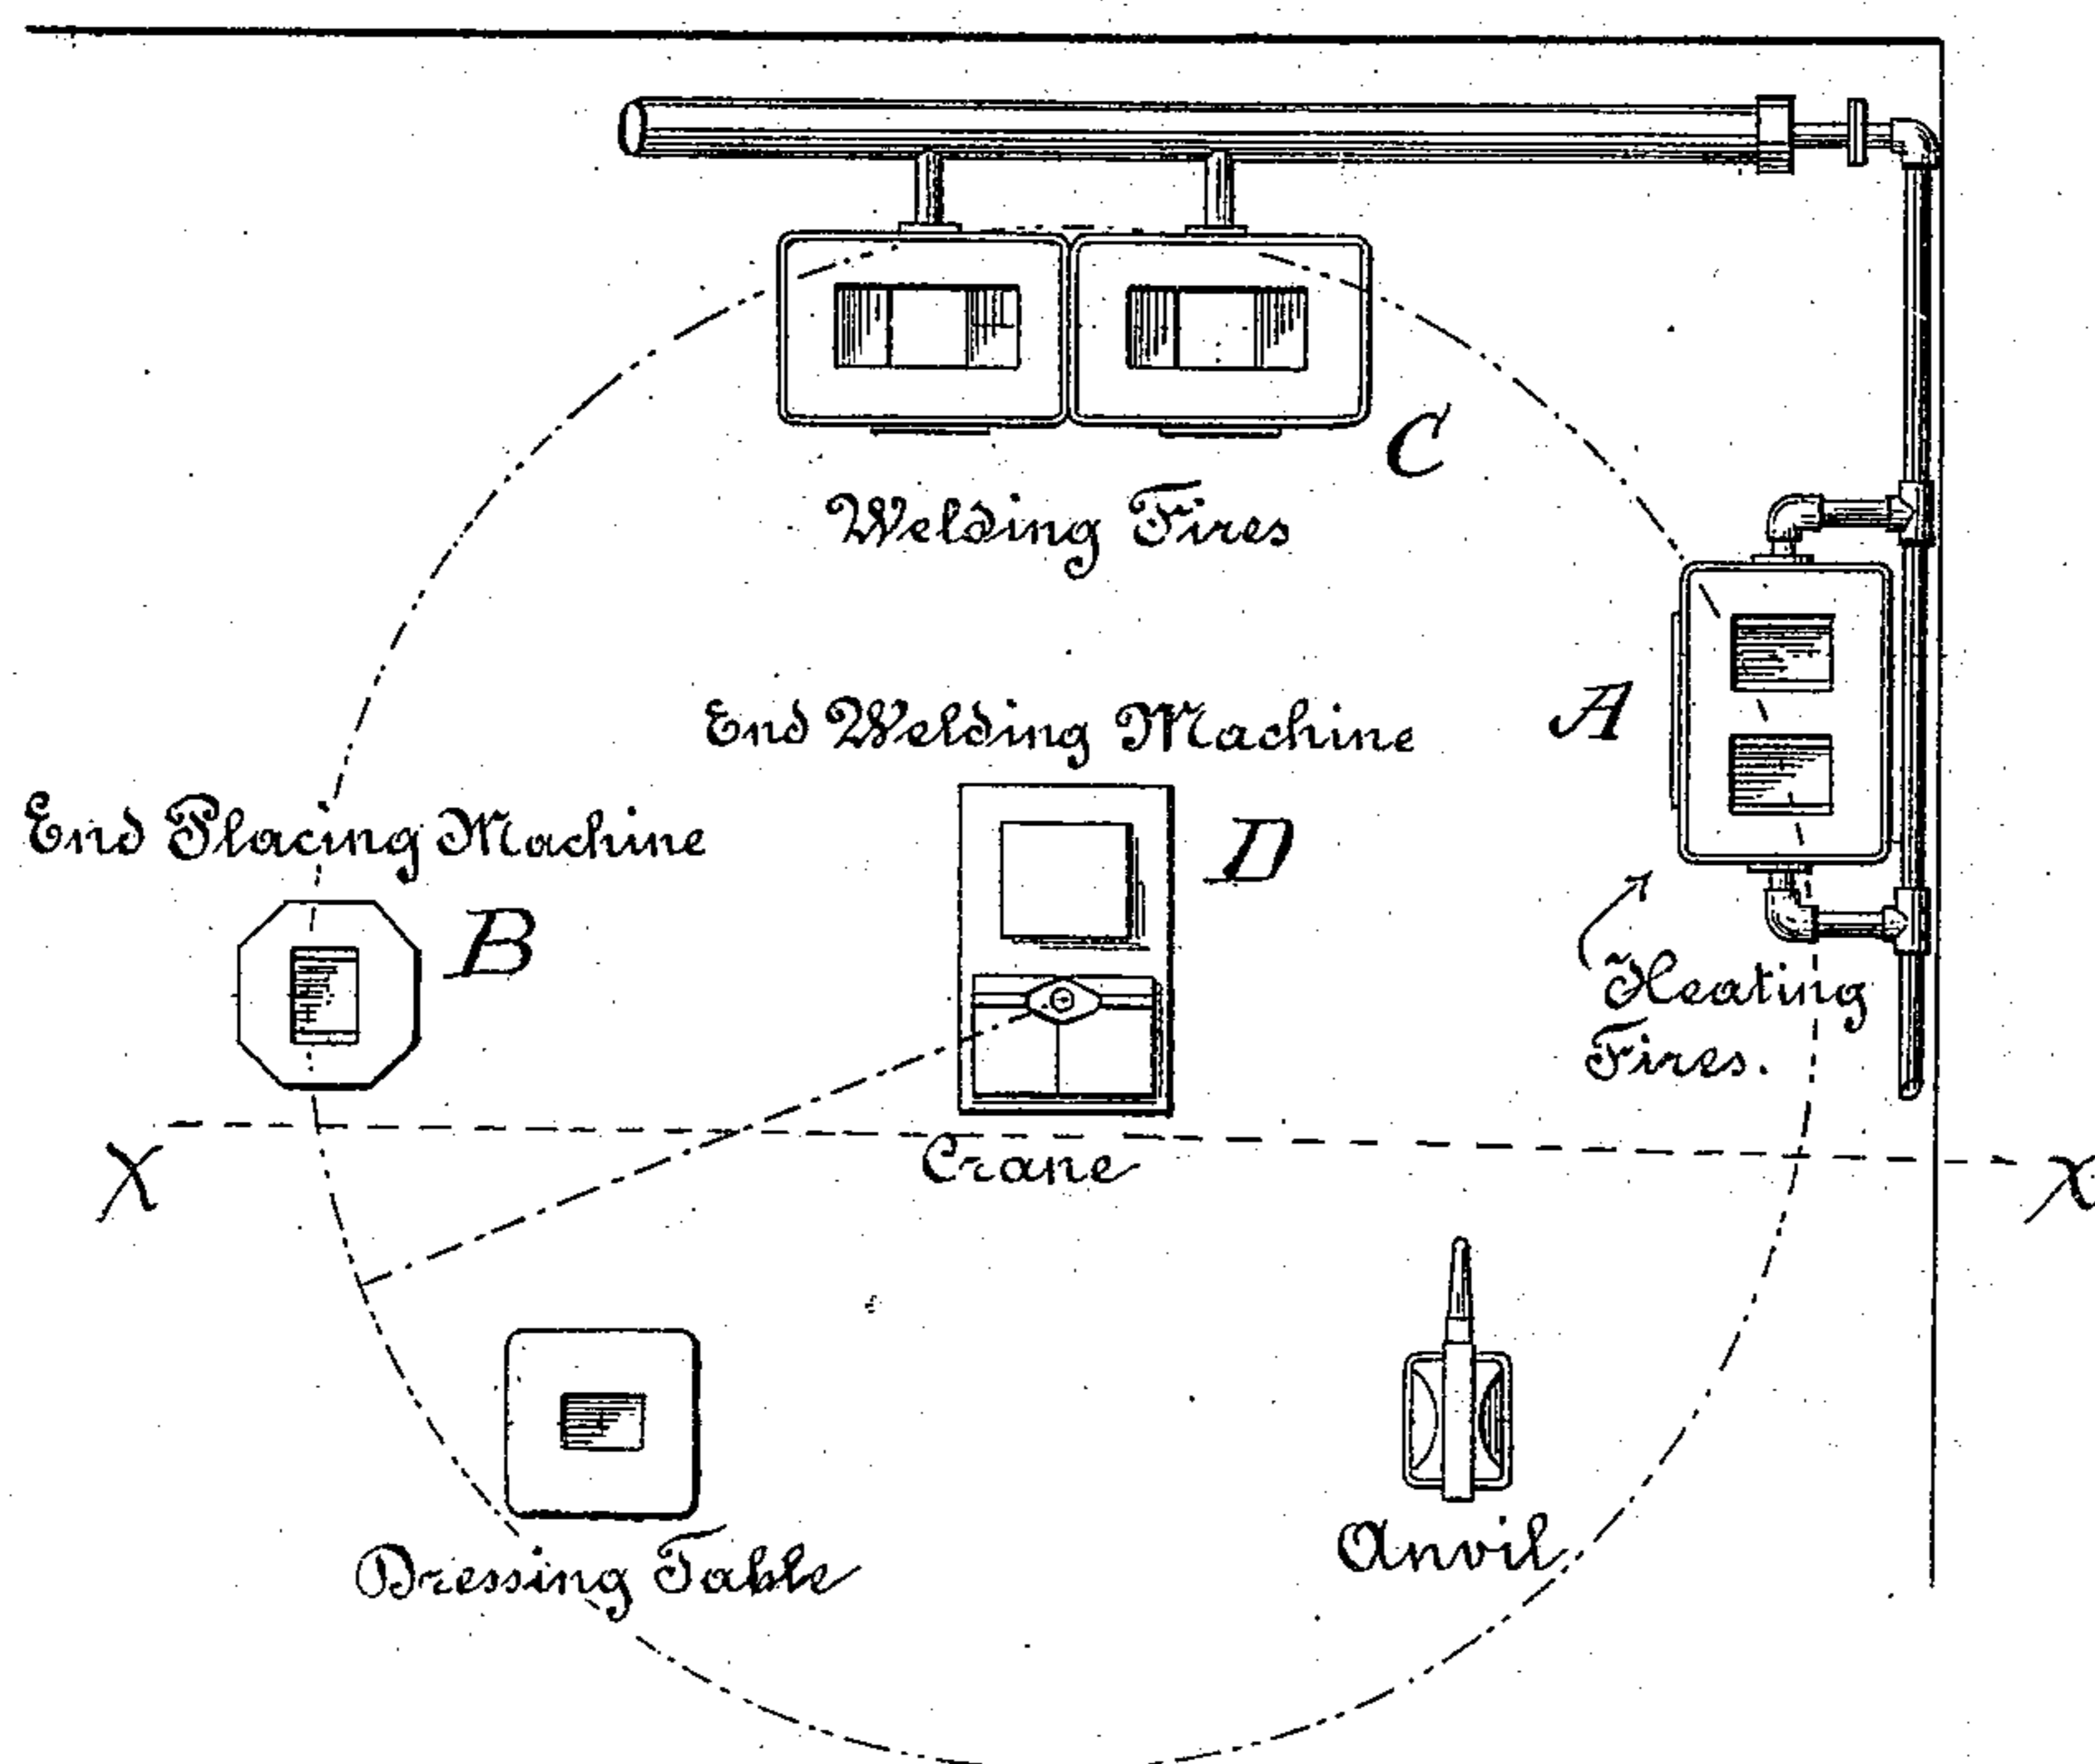 C
Welding Fires
A
End Welding Machine
End Placing Machine
D
B
Heating
Fires.
X
Crane
X
Anvil
Dressing Table